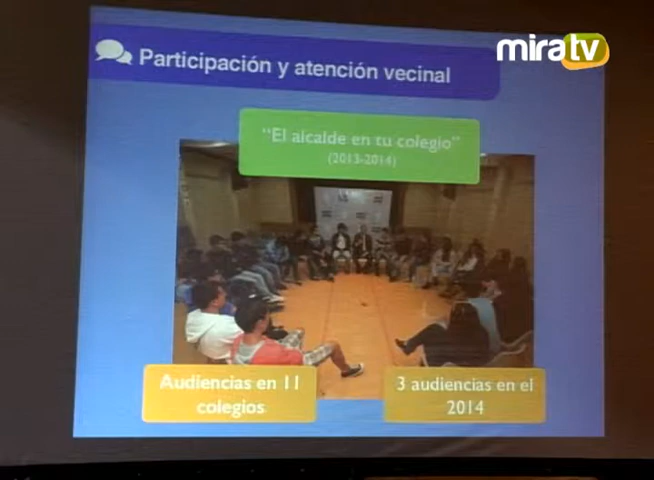 miratv
Participación y atención vecinal
"El alcalde en tu colegio"
(2013-2014)
Audiencias en 11
colegios
3 audiencias en el
2014